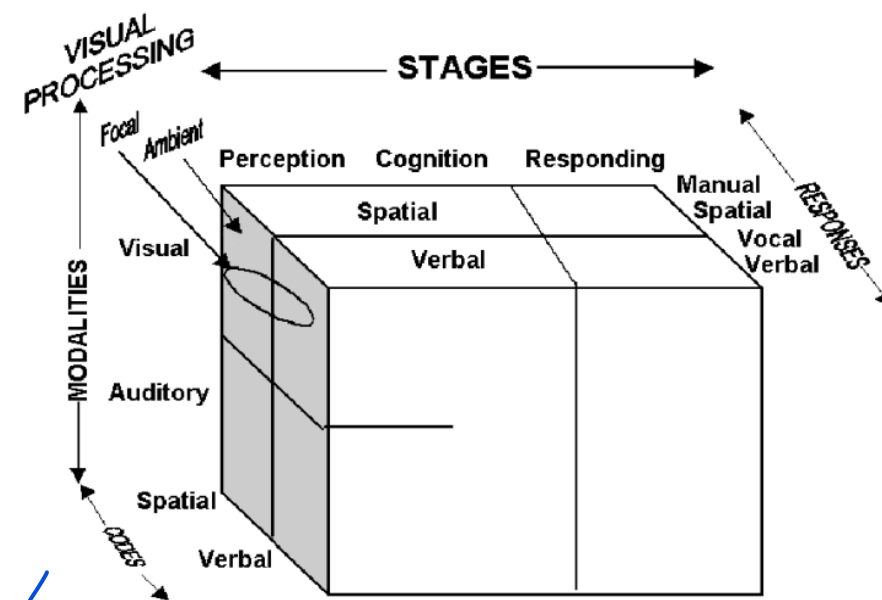 VISUAL
PROCESSING
STAGES
Focal
Ambient
Perception Cognition Responding
Manual
Spatial
Spatial
Vocal
Verbal
Verbal
Visual
RESPONSES
MODALITIES
Auditory
Spatial
Verbal
CODES